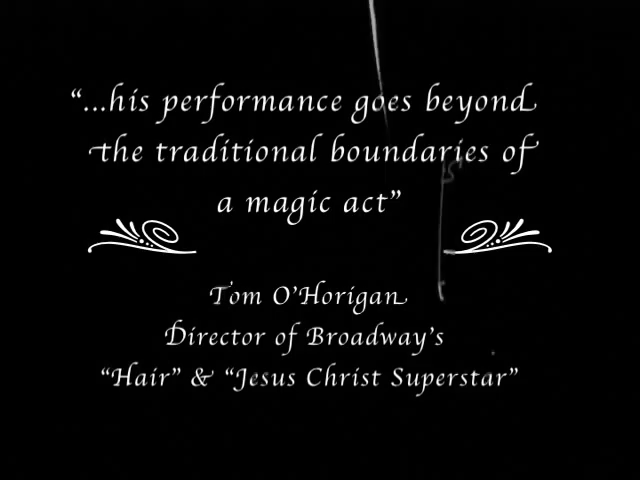 “...his performance goes beyond
the traditional boundaries of
a magic act”
Tom O'Horigan
Director of Broadway's
“Hair” & “Jesus Christ Superstar”